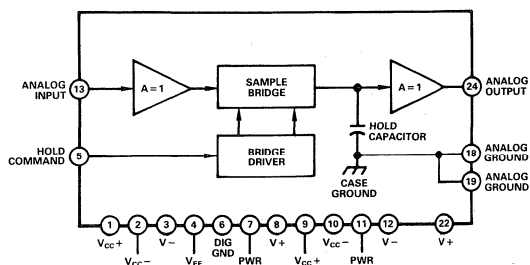 ANALOG INPUT
13
A = 1
SAMPLE BRIDGE
A = 1
24
ANALOG OUTPUT
HOLD CAPACITOR
HOLD COMMAND
5
BRIDGE DRIVER
CASE GROUND
18
ANALOG GROUND
19
ANALOG GROUND
1 2 3 4 6 7 8 9 10 11 12 22
VCC+ VCC− V− VEE DIG GND PWR V+ VCC+ VCC− PWR V− V+